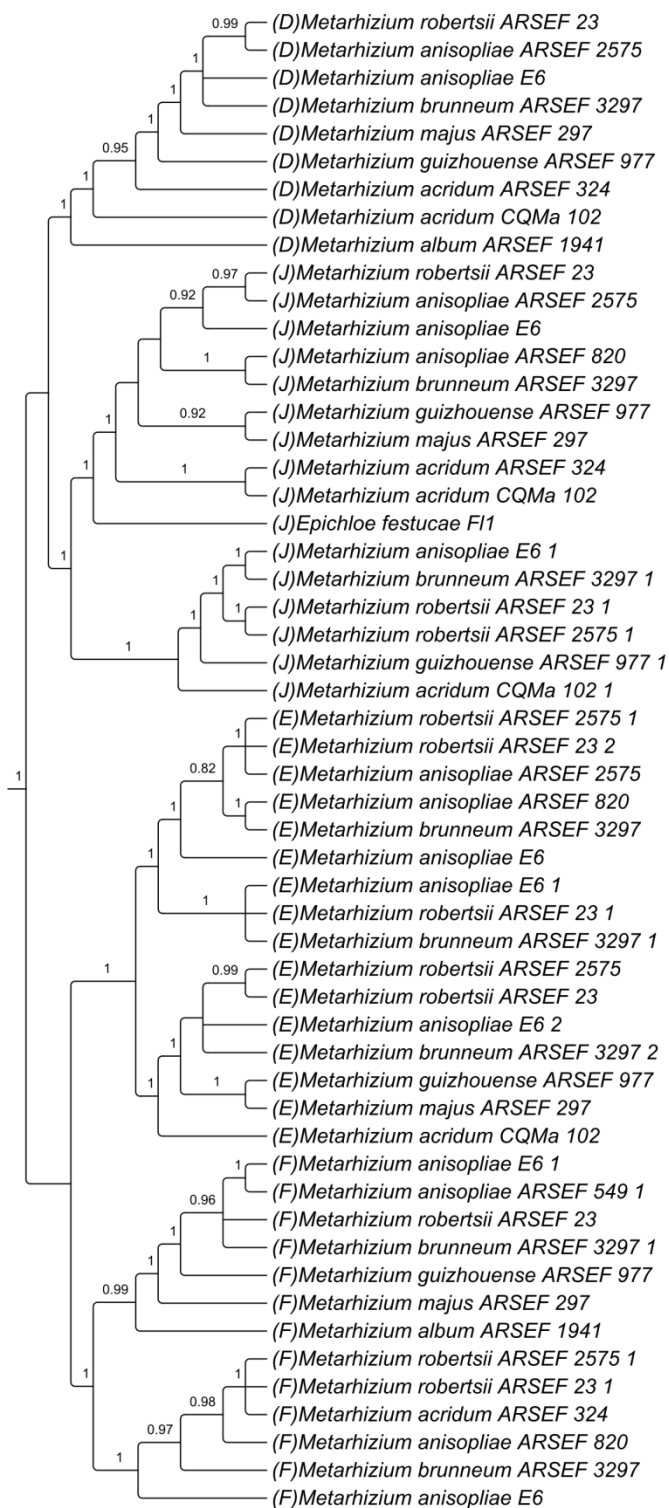 0.99
(D)Metarhizium robertsii ARSEF 23
(D)Metarhizium anisopliae ARSEF 2575
1
(D)Metarhizium anisopliae E6
1
(D)Metarhizium brunneum ARSEF 3297
1
(D)Metarhizium majus ARSEF 297
0.95
(D)Metarhizium guizhouense ARSEF 977
1
(D)Metarhizium acridum ARSEF 324
1
(D)Metarhizium acridum CQMa 102
(D)Metarhizium album ARSEF 1941
0.97
(J)Metarhizium robertsii ARSEF 23
0.92
(J)Metarhizium anisopliae ARSEF 2575
(J)Metarhizium anisopliae E6
1
(J)Metarhizium anisopliae ARSEF 820
(J)Metarhizium brunneum ARSEF 3297
0.92
(J)Metarhizium guizhouense ARSEF 977
(J)Metarhizium majus ARSEF 297
1
1
(J)Metarhizium acridum ARSEF 324
(J)Metarhizium acridum CQMa 102
(J)Epichloe festucae Fl1
1
1
(J)Metarhizium anisopliae E6 1
(J)Metarhizium brunneum ARSEF 3297 1
1
1
(J)Metarhizium robertsii ARSEF 23 1
1
(J)Metarhizium robertsii ARSEF 2575 1
1
(J)Metarhizium guizhouense ARSEF 977 1
(J)Metarhizium acridum CQMa 102 1
(E)Metarhizium robertsii ARSEF 2575 1
1
(E)Metarhizium robertsii ARSEF 23 2
0.82
(E)Metarhizium anisopliae ARSEF 2575
1
1
1
(E)Metarhizium anisopliae ARSEF 820
(E)Metarhizium brunneum ARSEF 3297
1
(E)Metarhizium anisopliae E6
(E)Metarhizium anisopliae E6 1
1
(E)Metarhizium robertsii ARSEF 23 1
(E)Metarhizium brunneum ARSEF 3297 1
1
0.99
(E)Metarhizium robertsii ARSEF 2575
(E)Metarhizium robertsii ARSEF 23
(E)Metarhizium anisopliae E6 2
1
(E)Metarhizium brunneum ARSEF 3297 2
1
1
(E)Metarhizium guizhouense ARSEF 977
(E)Metarhizium majus ARSEF 297
(E)Metarhizium acridum CQMa 102
1
(F)Metarhizium anisopliae E6 1
(F)Metarhizium anisopliae ARSEF 549 1
0.96
(F)Metarhizium robertsii ARSEF 23
1
(F)Metarhizium brunneum ARSEF 3297 1
1
(F)Metarhizium guizhouense ARSEF 977
0.99
(F)Metarhizium majus ARSEF 297
(F)Metarhizium album ARSEF 1941
(F)Metarhizium robertsii ARSEF 2575 1
1
1
(F)Metarhizium robertsii ARSEF 23 1
0.98
(F)Metarhizium acridum ARSEF 324
0.97
(F)Metarhizium anisopliae ARSEF 820
1
(F)Metarhizium brunneum ARSEF 3297
(F)Metarhizium anisopliae E6